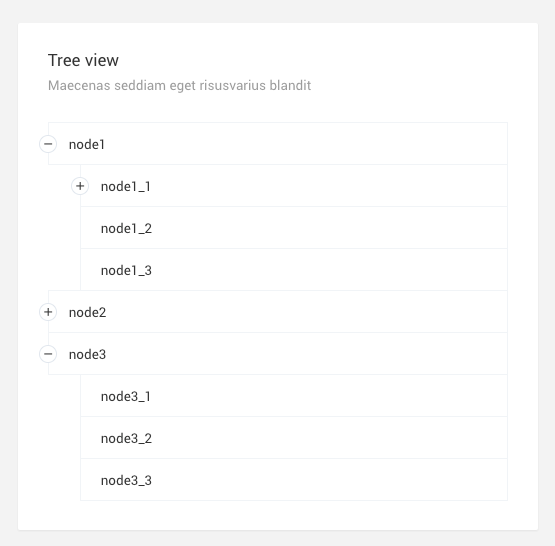 Tree view
Maecenas seddiam eget risusvarius blandit
− node1
+ node1_1
node1_2
node1_3
+ node2
− node3
node3_1
node3_2
node3_3